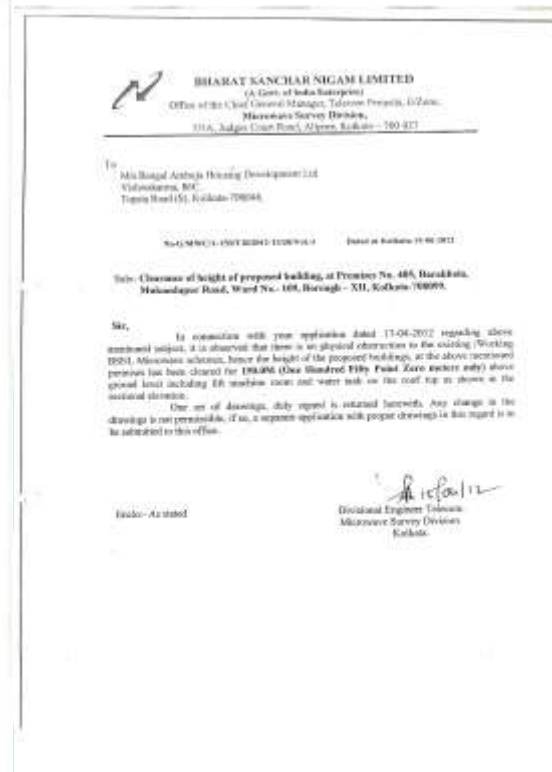 BHARAT SANCHAR NIGAM LIMITED
(A Govt. of India Enterprise)
Office of the Chief General Manager, Telecom Projects, E/Zone,
Microwave Survey Division,
Judges Court Road, Alipore, Kolkata - 700 027
To
M/s Bengal Ambuja Housing Development Ltd.
Vishwakarma, 86C,
Topsia Road (S), Kolkata-700046.
Dated at Kolkata
Sub:- Clearance of height of proposed building, at Premises No. 405, Barakhola,
Mukundapur Road, Ward No.- 109, Borough - XII, Kolkata-700099.
Sir,
In connection with your application dated 17-04-2012 regarding above
mentioned subject, it is observed that there is no physical obstruction to the existing /Working
BSNL Microwave schemes, hence the height of the proposed buildings, at the above mentioned
premises has been cleared for 150.0M (One Hundred Fifty Point Zero meters only) above
ground level including lift machine room and water tank on the roof top as shown in the
sectional elevation.
One set of drawings, duly signed is returned herewith. Any change in the
drawings is not permissible, if so, a separate application with proper drawings in this regard is to
be submitted to this office.
Divisional Engineer Telecom
Enclo:- As stated
Microwave Survey Division
Kolkata.